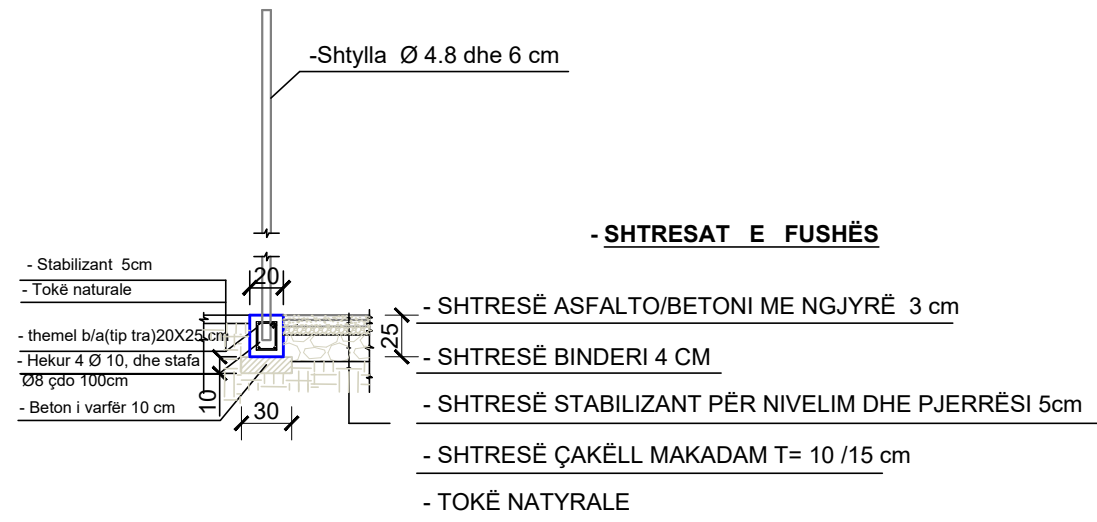 -Shtylla Ø 4.8 dhe 6 cm
- SHTRESAT E FUSHËS
- Stabilizant 5cm
- Tokë naturale
- themel b/a(tip tra)20X25 cm
- Hekur 4 Ø 10, dhe stafa
Ø8 çdo 100cm
- Beton i varfër 10 cm
20
25
10
30
- SHTRESË ASFALTO/BETONI ME NGJYRË 3 cm
- SHTRESË BINDERI 4 CM
- SHTRESË STABILIZANT PËR NIVELIM DHE PJERRËSI 5cm
- SHTRESË ÇAKËLL MAKADAM T= 10 /15 cm
- TOKË NATYRALE